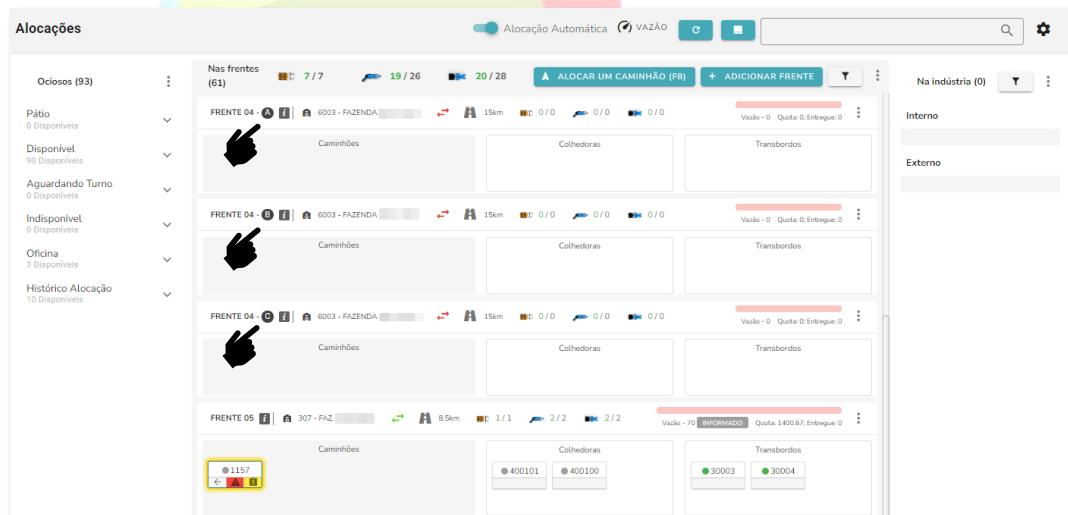 Alocações
Alocação Automática
VAZÃO
C
Ociosos (93)
Pátio
0 Disponíveis
Disponível
90 Disponíveis
Aguardando Turno
0 Disponíveis
Indisponível
0 Disponíveis
Oficina
3 Disponíveis
Histórico Alocação
10 Disponíveis
Nas frentes
(61)
7 / 7
19 / 26
20 / 28
ALOCAR UM CAMINHÃO (F8)
+ ADICIONAR FRENTE
FRENTE 04 - A i 6003 - FAZENDA 15km 0 / 0 0 / 0 0 / 0
Vazão - 0 Quota: 0; Entregue: 0
Caminhões
Colhedoras
Transbordos
FRENTE 04 - B i 6003 - FAZENDA 15km 0 / 0 0 / 0 0 / 0
Vazão - 0 Quota: 0; Entregue: 0
Caminhões
Colhedoras
Transbordos
FRENTE 04 - C i 6003 - FAZENDA 15km 0 / 0 0 / 0 0 / 0
Vazão - 0 Quota: 0; Entregue: 0
Caminhões
Colhedoras
Transbordos
FRENTE 05 i 307 - FAZ. 8.5km 1 / 1 2 / 2 2 / 2
Vazão - 70 INFORMADO Quota: 1400.67; Entregue: 0
Caminhões
1157
Colhedoras
400101
400100
Transbordos
30003
30004
Na indústria (0)
Interno
Externo